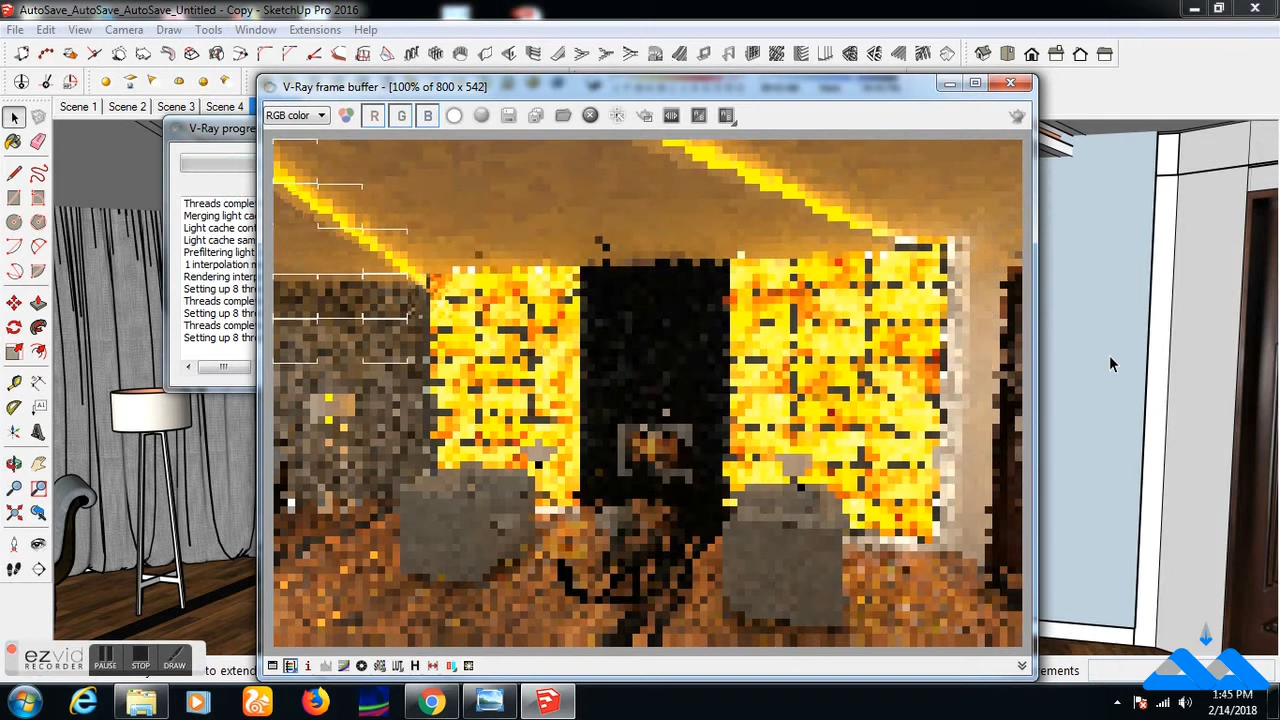 AutoSave_AutoSave_AutoSave_Untitled - Copy - SketchUp Pro 2016
File Edit View Camera Draw Tools Window Extensions Help
Scene 1 Scene 2 Scene 3 Scene 4
V-Ray frame buffer - [100% of 800 x 542]
RGB color R G B
V-Ray progre
Threads comple
Merging light ca
Light cache con
Light cache sam
Prefiltering light
1 interpolation
Rendering inter
Setting up 8 thr
Threads comple
Setting up 8 thr
Threads comple
Setting up 8 thr
ezvid
RECORDER
PAUSE STOP DRAW
to extend
ements
1:45 PM
2/14/2018